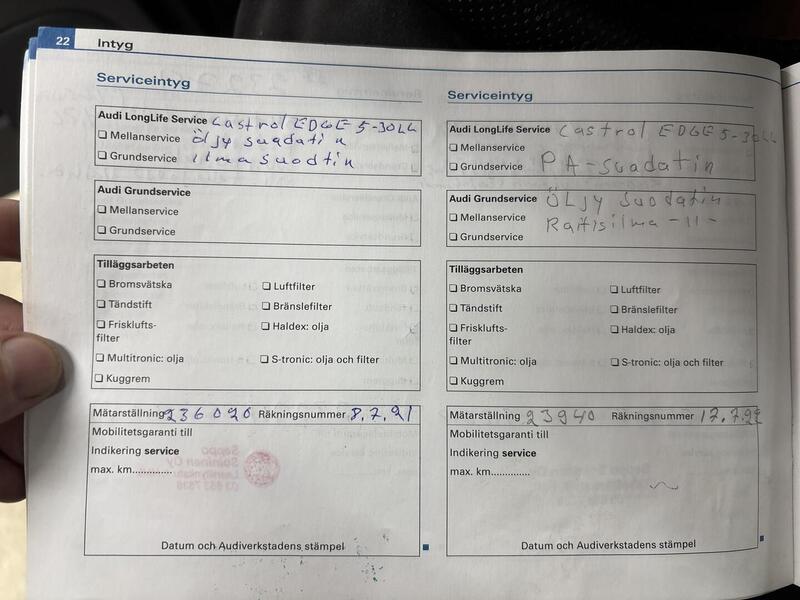 22 Intyg
Serviceintyg
Audi LongLife Service Castrol EDGE 5-30LL
❏ Mellanservice Öljy suadatin
❏ Grundservice ilmasuodtin
Audi Grundservice
❏ Mellanservice
❏ Grundservice
Tilläggsarbeten
❏ Bromsvätska ❏ Luftfilter
❏ Tändstift ❏ Bränslefilter
❏ Frisklufts- ❏ Haldex: olja
filter
❏ Multitronic: olja ❏ S-tronic: olja och filter
❏ Kuggrem
Mätarställning 236020 Räkningsnummer 8.7.21
Mobilitetsgaranti till
Indikering service
max. km.............
Datum och Audiverkstadens stämpel
Serviceintyg
Audi LongLife Service Castrol EDGE 5-30LL
❏ Mellanservice
❏ Grundservice PA-suadatin
Audi Grundservice ÖLjy suodatin
❏ Mellanservice Raitisilma -11-
❏ Grundservice
Tilläggsarbeten
❏ Bromsvätska ❏ Luftfilter
❏ Tändstift ❏ Bränslefilter
❏ Frisklufts- ❏ Haldex: olja
filter
❏ Multitronic: olja ❏ S-tronic: olja och filter
❏ Kuggrem
Mätarställning 23940 Räkningsnummer 17.7.22
Mobilitetsgaranti till
Indikering service
max. km.............
Datum och Audiverkstadens stämpel